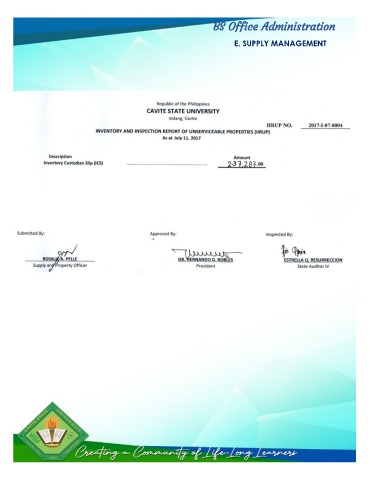 BS Office Administration
E. SUPPLY MANAGEMENT
Republic of the Philippines
CAVITE STATE UNIVERSITY
Indang, Cavite
IIRUP NO. 2017-1-07-0004
INVENTORY AND INSPECTION REPORT OF UNSERVICEABLE PROPERTIES (IIRUP)
As at July 11, 2017
Description Amount
Inventory Custodian Slip (ICS) 237,287.00
Submitted By: Approved By: Inspected By:
ROSALIE A. PELLE DR. HERNANDO D. ROBLES ESTRELLA Q. RESURRECCION
Supply and Property Officer President State Auditor IV
Creating a Community of Life-Long Learners